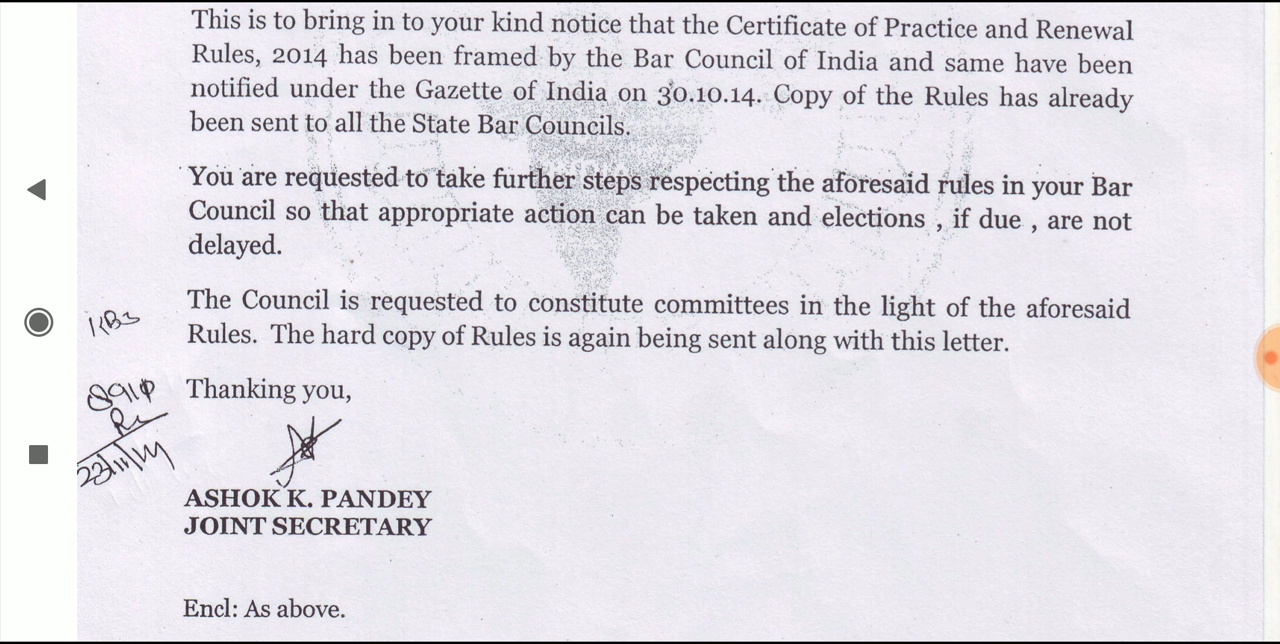 This is to bring in to your kind notice that the Certificate of Practice and Renewal
Rules, 2014 has been framed by the Bar Council of India and same have been
notified under the Gazette of India on 30.10.14. Copy of the Rules has already
been sent to all the State Bar Councils.
You are requested to take further steps respecting the aforesaid rules in your Bar
Council so that appropriate action can be taken and elections , if due , are not
delayed.
The Council is requested to constitute committees in the light of the aforesaid
Rules. The hard copy of Rules is again being sent along with this letter.
Thanking you,
ASHOK K. PANDEY
JOINT SECRETARY
Encl: As above.